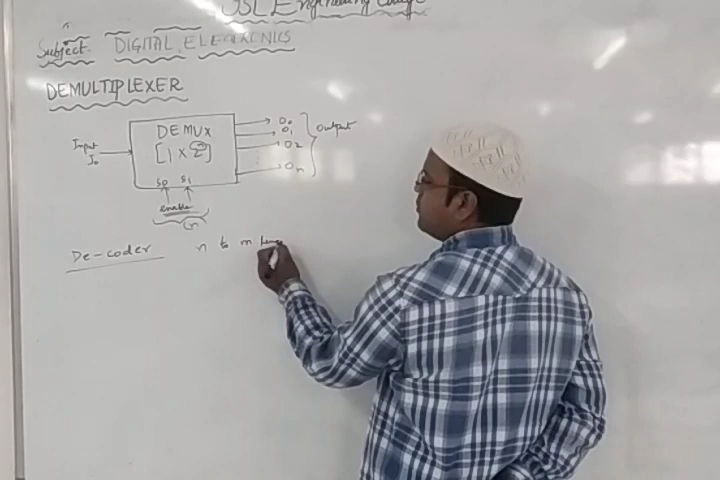 Subject: DIGITAL ELECTRONICS
DEMULTIPLEXER
Input
I₀
DEMUX
[1 x 2ⁿ]
S₀ S₁
enable
(n)
O₀
O₁
O₂
Oₙ
Output
De-coder n to m